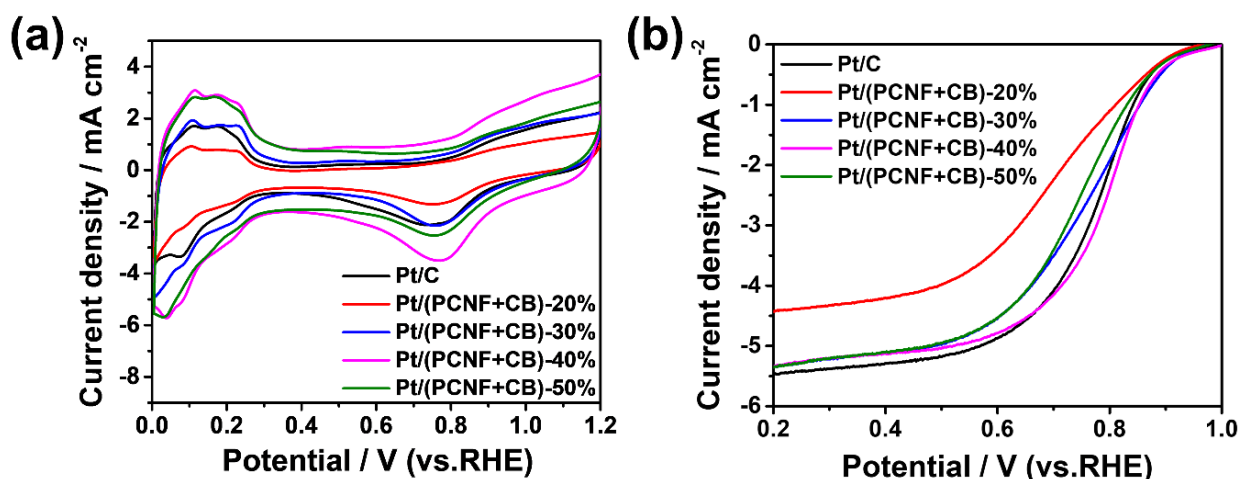 (a)
Current density / mA cm-2
4
2
0
-2
-4
-6
-8
Pt/C
Pt/(PCNF+CB)-20%
Pt/(PCNF+CB)-30%
Pt/(PCNF+CB)-40%
Pt/(PCNF+CB)-50%
0.0 0.2 0.4 0.6 0.8 1.0 1.2
Potential / V (vs.RHE)
(b)
Current density / mA cm-2
0
-1
-2
-3
-4
-5
-6
Pt/C
Pt/(PCNF+CB)-20%
Pt/(PCNF+CB)-30%
Pt/(PCNF+CB)-40%
Pt/(PCNF+CB)-50%
0.2 0.4 0.6 0.8 1.0
Potential / V (vs.RHE)